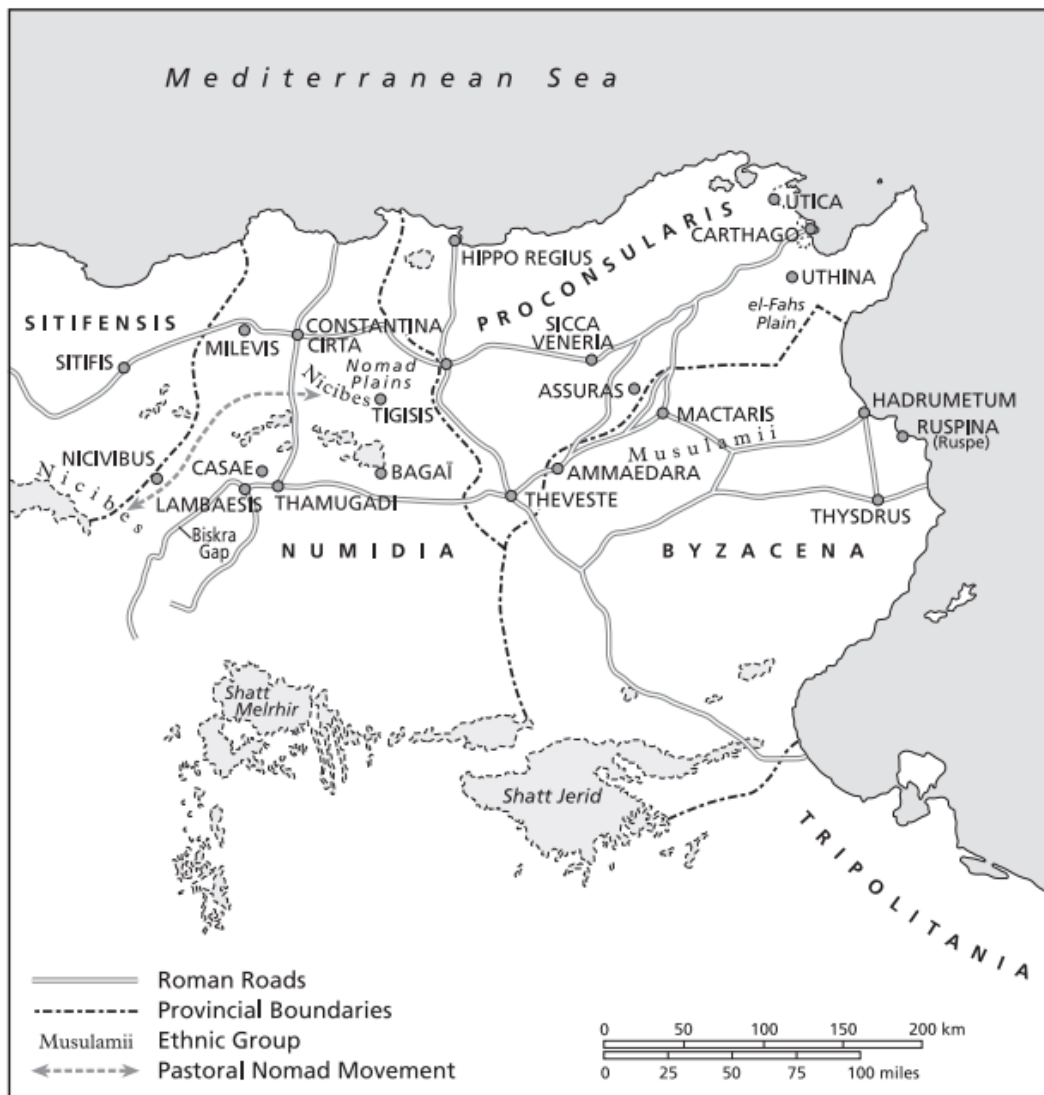 Mediterranean Sea
UTICA
CARTHAGO
HIPPO REGIUS
PROCONSULARIS
UTHINA
el-Fahs
Plain
SITIFENSIS
CONSTANTINA
CIRTA
SICCA
VENERIA
MILEVIS
SITIFIS
Nomad
Plains
Nicibes
TIGISIS
ASSURAS
MACTARIS
HADRUMETUM
RUSPINA
(Ruspe)
Musulamii
NICIVIBUS
Nicibes
CASAE
BAGAÏ
AMMAEDARA
LAMBAESIS
THAMUGADI
THEVESTE
THYSDRUS
Biskra
Gap
NUMIDIA
BYZACENA
Shatt
Melrhir
Shatt Jerid
TRIPOLITANIA
Roman Roads
Provincial Boundaries
Musulamii Ethnic Group
Pastoral Nomad Movement
0 50 100 150 200 km
0 25 50 75 100 miles